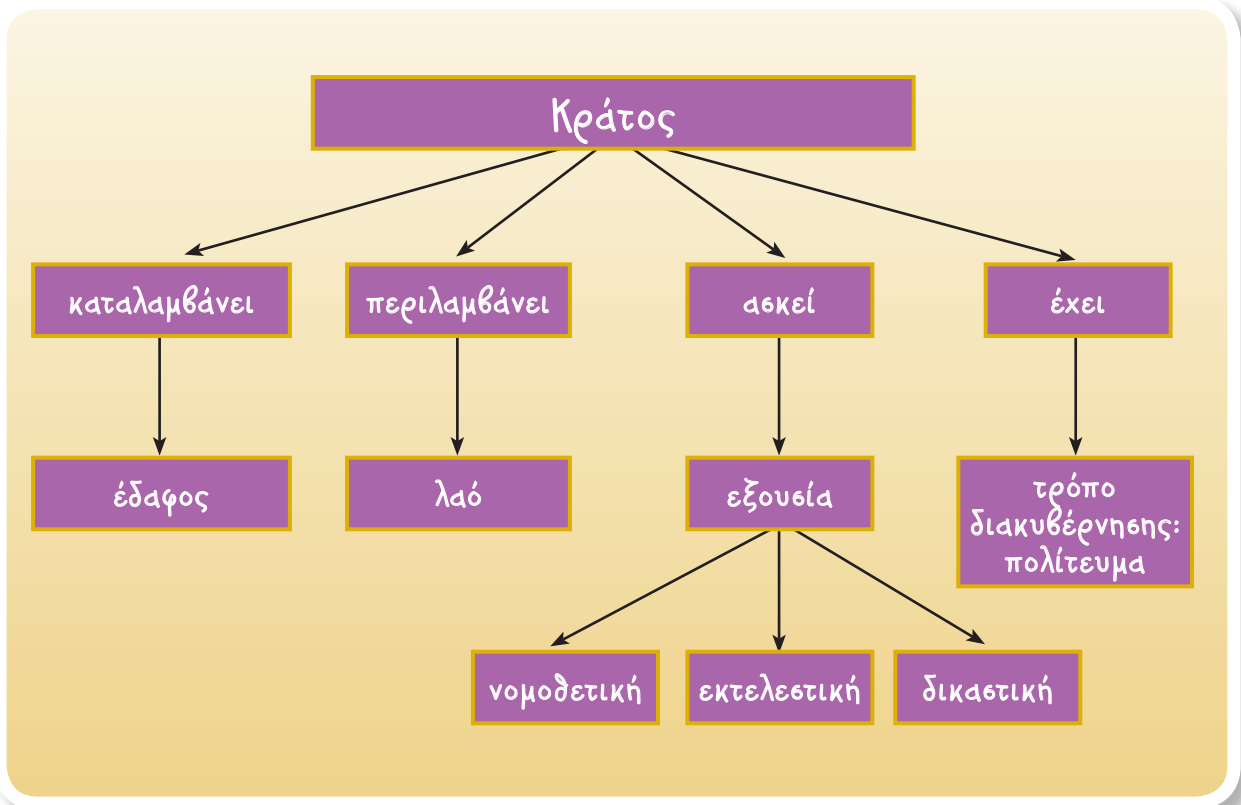 Κράτος
καταλαμβάνει
περιλαμβάνει
ασκεί
έχει
έδαφος
λαό
εξουσία
τρόπο
διακυβέρνησης:
πολίτευμα
νομοθετική
εκτελεστική
δικαστική